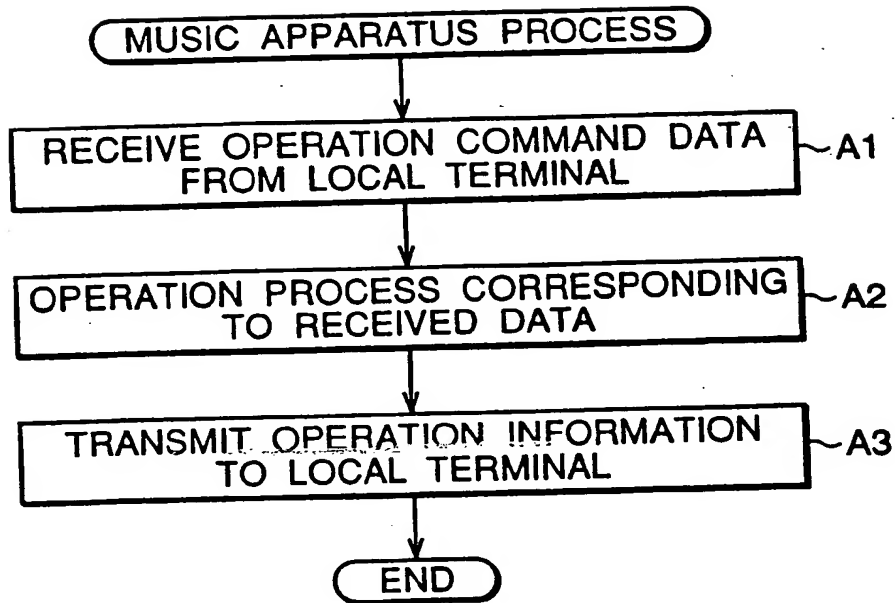 MUSIC APPARATUS PROCESS
RECEIVE OPERATION COMMAND DATA
FROM LOCAL TERMINAL
A1
OPERATION PROCESS CORRESPONDING
TO RECEIVED DATA
A2
TRANSMIT OPERATION INFORMATION
TO LOCAL TERMINAL
A3
END